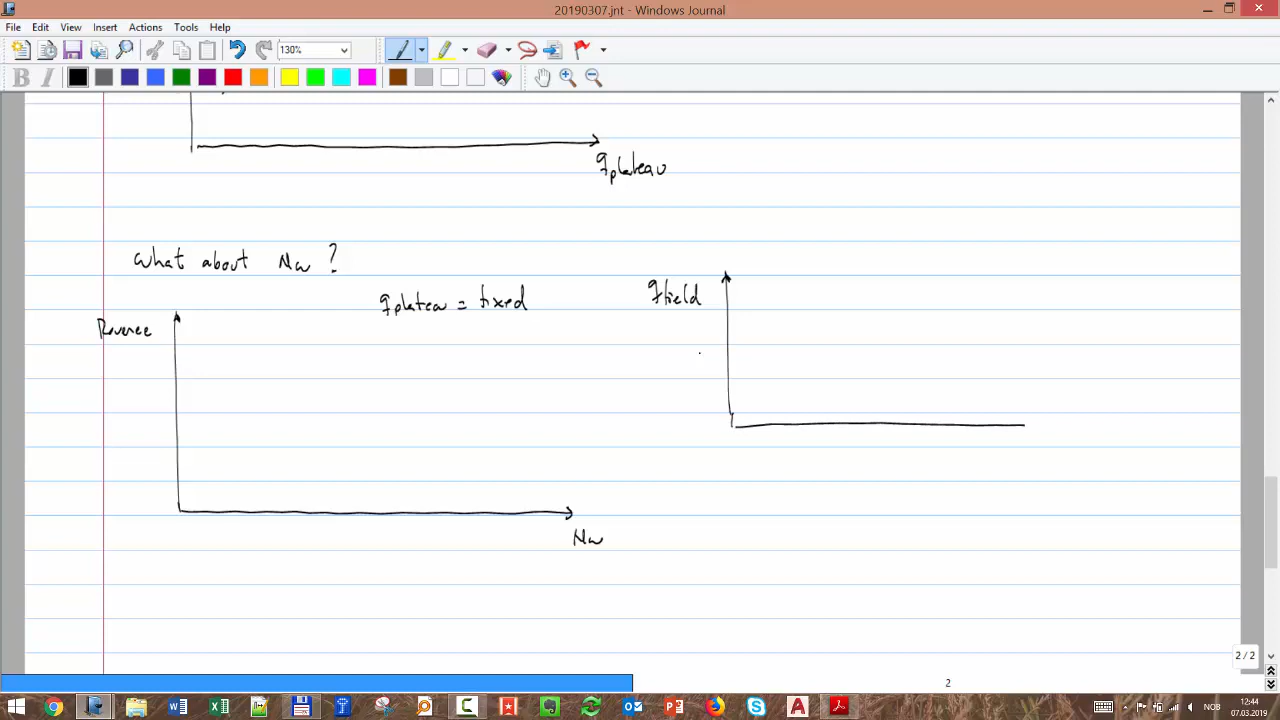 20190307.jnt - Windows Journal
File Edit View Insert Actions Tools Help
130%
B I
qplateau
What about Nw ?
qplateau = fixed
qfield
Revenue
Nw
2 / 2
2
NOB
12:44
07.03.2019